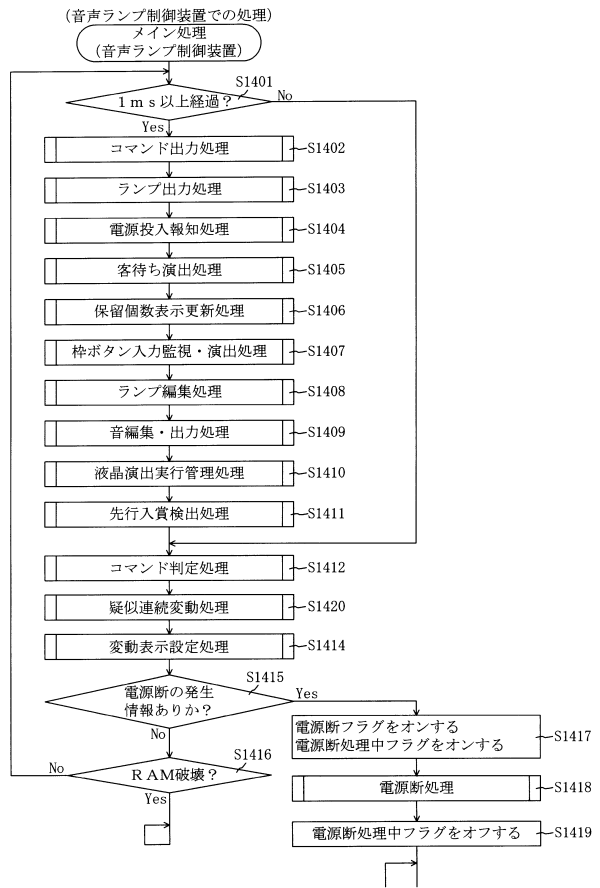 (音声ランプ制御装置での処理)
メイン処理
(音声ランプ制御装置)
S1401
1ms以上経過?
No
Yes
コマンド出力処理
S1402
ランプ出力処理
S1403
電源投入報知処理
S1404
客待ち演出処理
S1405
保留個数表示更新処理
S1406
枠ボタン入力監視・演出処理
S1407
ランプ編集処理
S1408
音編集・出力処理
S1409
液晶演出実行管理処理
S1410
先行入賞検出処理
S1411
コマンド判定処理
S1412
疑似連続変動処理
S1420
変動表示設定処理
S1414
S1415
電源断の発生
情報ありか?
Yes
No
電源断フラグをオンする
電源断処理中フラグをオンする
S1417
S1416
RAM破壊?
No
Yes
電源断処理
S1418
電源断処理中フラグをオフする
S1419